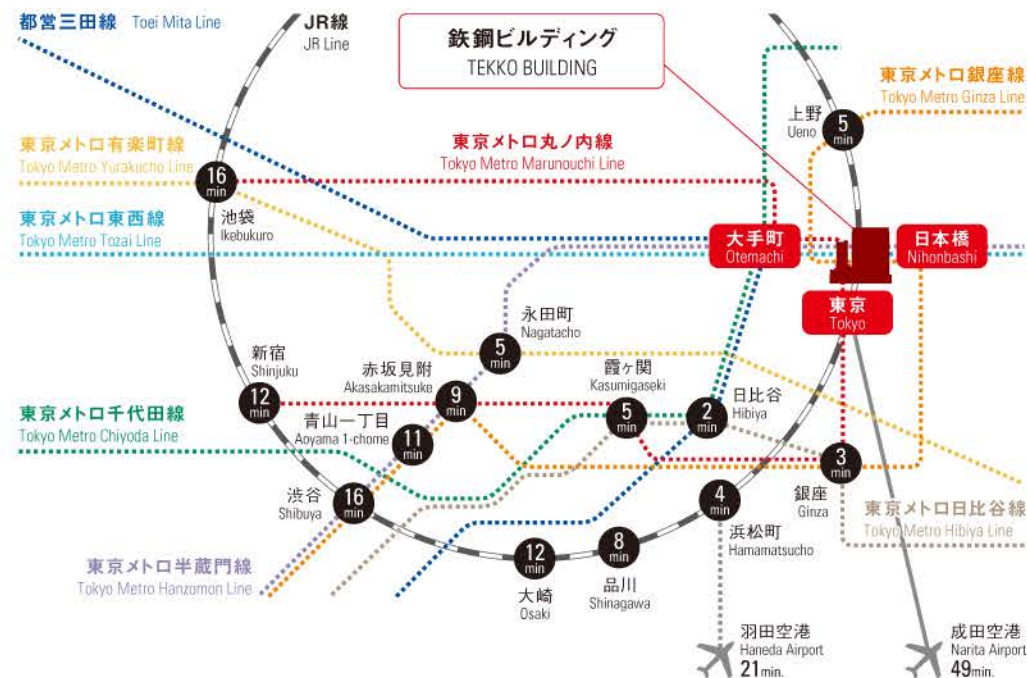 都営三田線 Toei Mita Line
JR線
JR Line
鉄鋼ビルディング
TEKKO BUILDING
東京メトロ銀座線
Tokyo Metro Ginza Line
上野
Ueno
5
min
東京メトロ有楽町線
Tokyo Metro Yurakucho Line
東京メトロ丸ノ内線
Tokyo Metro Marunouchi Line
16
min
池袋
Ikebukuro
東京メトロ東西線
Tokyo Metro Tozai Line
大手町
Otemachi
日本橋
Nihonbashi
東京
Tokyo
永田町
Nagatacho
5
min
新宿
Shinjuku
12
min
赤坂見附
Akasakamitsuke
9
min
霞ヶ関
Kasumigaseki
5
min
日比谷
Hibiya
2
min
東京メトロ千代田線
Tokyo Metro Chiyoda Line
青山一丁目
Aoyama 1-chome
11
min
3
min
銀座
Ginza
渋谷
Shibuya
16
min
4
min
浜松町
Hamamatsucho
東京メトロ日比谷線
Tokyo Metro Hibiya Line
東京メトロ半蔵門線
Tokyo Metro Hanzomon Line
12
min
大崎
Osaki
8
min
品川
Shinagawa
羽田空港
Haneda Airport
21min.
成田空港
Narita Airport
49min.